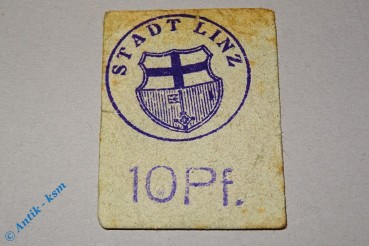 STADT LINZ
10Pf.
© Antik - ksm